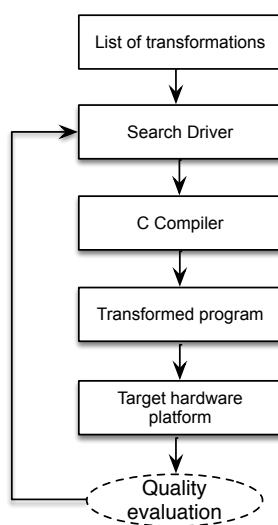 List of transformations
Search Driver
C Compiler
Transformed program
Target hardware
platform
Quality
evaluation